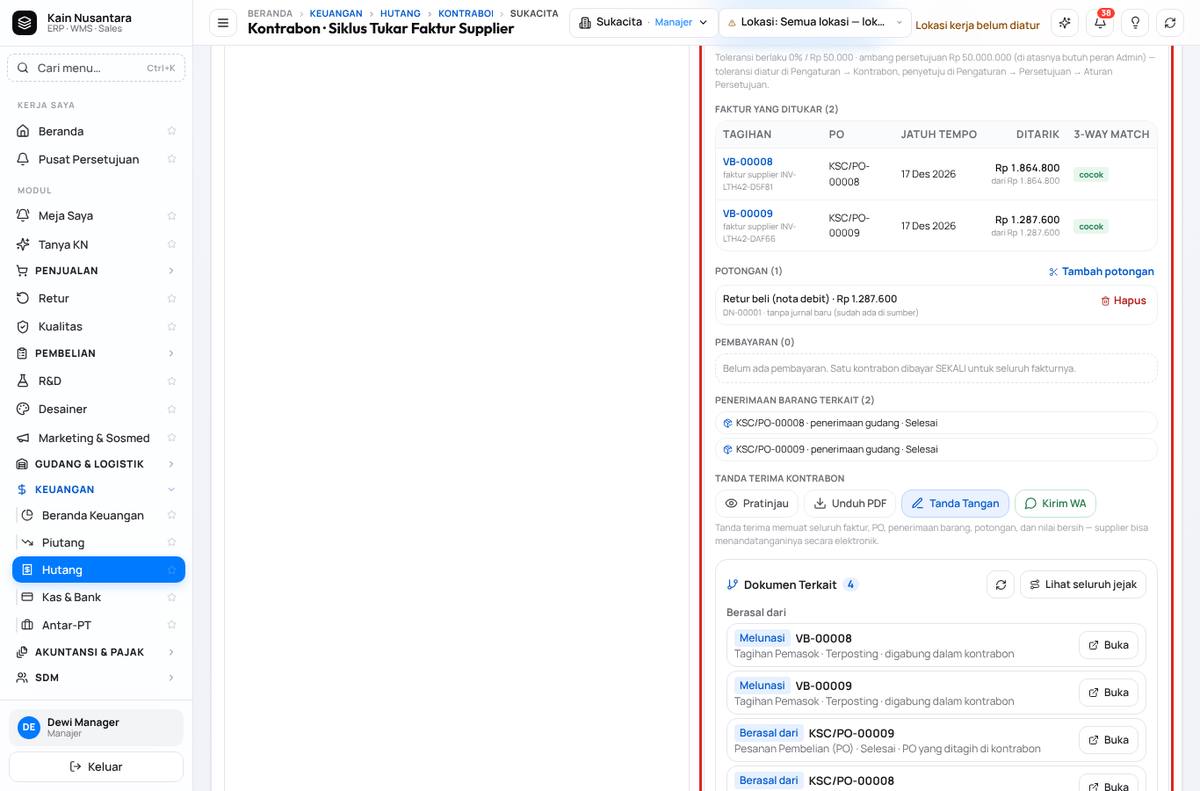 Kain Nusantara
ERP · WMS · Sales
Cari menu...
Ctrl+K
KERJA SAYA
Beranda
Pusat Persetujuan
MODUL
Meja Saya
Tanya KN
PENJUALAN
Retur
Kualitas
PEMBELIAN
R&D
Desainer
Marketing & Sosmed
GUDANG & LOGISTIK
KEUANGAN
Beranda Keuangan
Piutang
Hutang
Kas & Bank
Antar-PT
AKUNTANSI & PAJAK
SDM
DE
Dewi Manager
Manajer
Keluar
BERANDA > KEUANGAN > HUTANG > KONTRABOI > SUKACITA
Kontrabon · Siklus Tukar Faktur Supplier
Sukacita · Manajer
Lokasi: Semua lokasi — lok...
Lokasi kerja belum diatur
38
Toleransi berlaku 0% / Rp 50.000 · ambang persetujuan Rp 50.000.000 (di atasnya butuh peran Admin) —
toleransi diatur di Pengaturan → Kontrabon, penyetuju di Pengaturan → Persetujuan → Aturan
Persetujuan.
FAKTUR YANG DITUKAR (2)
TAGIHAN PO JATUH TEMPO DITARIK 3-WAY MATCH
VB-00008
faktur supplier INV-
LTH42-D5F81
KSC/PO-
00008
17 Des 2026
Rp 1.864.800
dari Rp 1.864.800
cocok
VB-00009
faktur supplier INV-
LTH42-DAF66
KSC/PO-
00009
17 Des 2026
Rp 1.287.600
dari Rp 1.287.600
cocok
POTONGAN (1)
Tambah potongan
Retur beli (nota debit) · Rp 1.287.600
DN-00001 · tanpa jurnal baru (sudah ada di sumber)
Hapus
PEMBAYARAN (0)
Belum ada pembayaran. Satu kontrabon dibayar SEKALI untuk seluruh fakturnya.
PENERIMAAN BARANG TERKAIT (2)
KSC/PO-00008 · penerimaan gudang · Selesai
KSC/PO-00009 · penerimaan gudang · Selesai
TANDA TERIMA KONTRABON
Pratinjau
Unduh PDF
Tanda Tangan
Kirim WA
Tanda terima memuat seluruh faktur, PO, penerimaan barang, potongan, dan nilai bersih — supplier bisa
menandatanganinya secara elektronik.
Dokumen Terkait 4
Lihat seluruh jejak
Berasal dari
Melunasi VB-00008
Tagihan Pemasok · Terposting · digabung dalam kontrabon
Buka
Melunasi VB-00009
Tagihan Pemasok · Terposting · digabung dalam kontrabon
Buka
Berasal dari KSC/PO-00009
Pesanan Pembelian (PO) · Selesai · PO yang ditagih di kontrabon
Buka
Berasal dari KSC/PO-00008
Buka